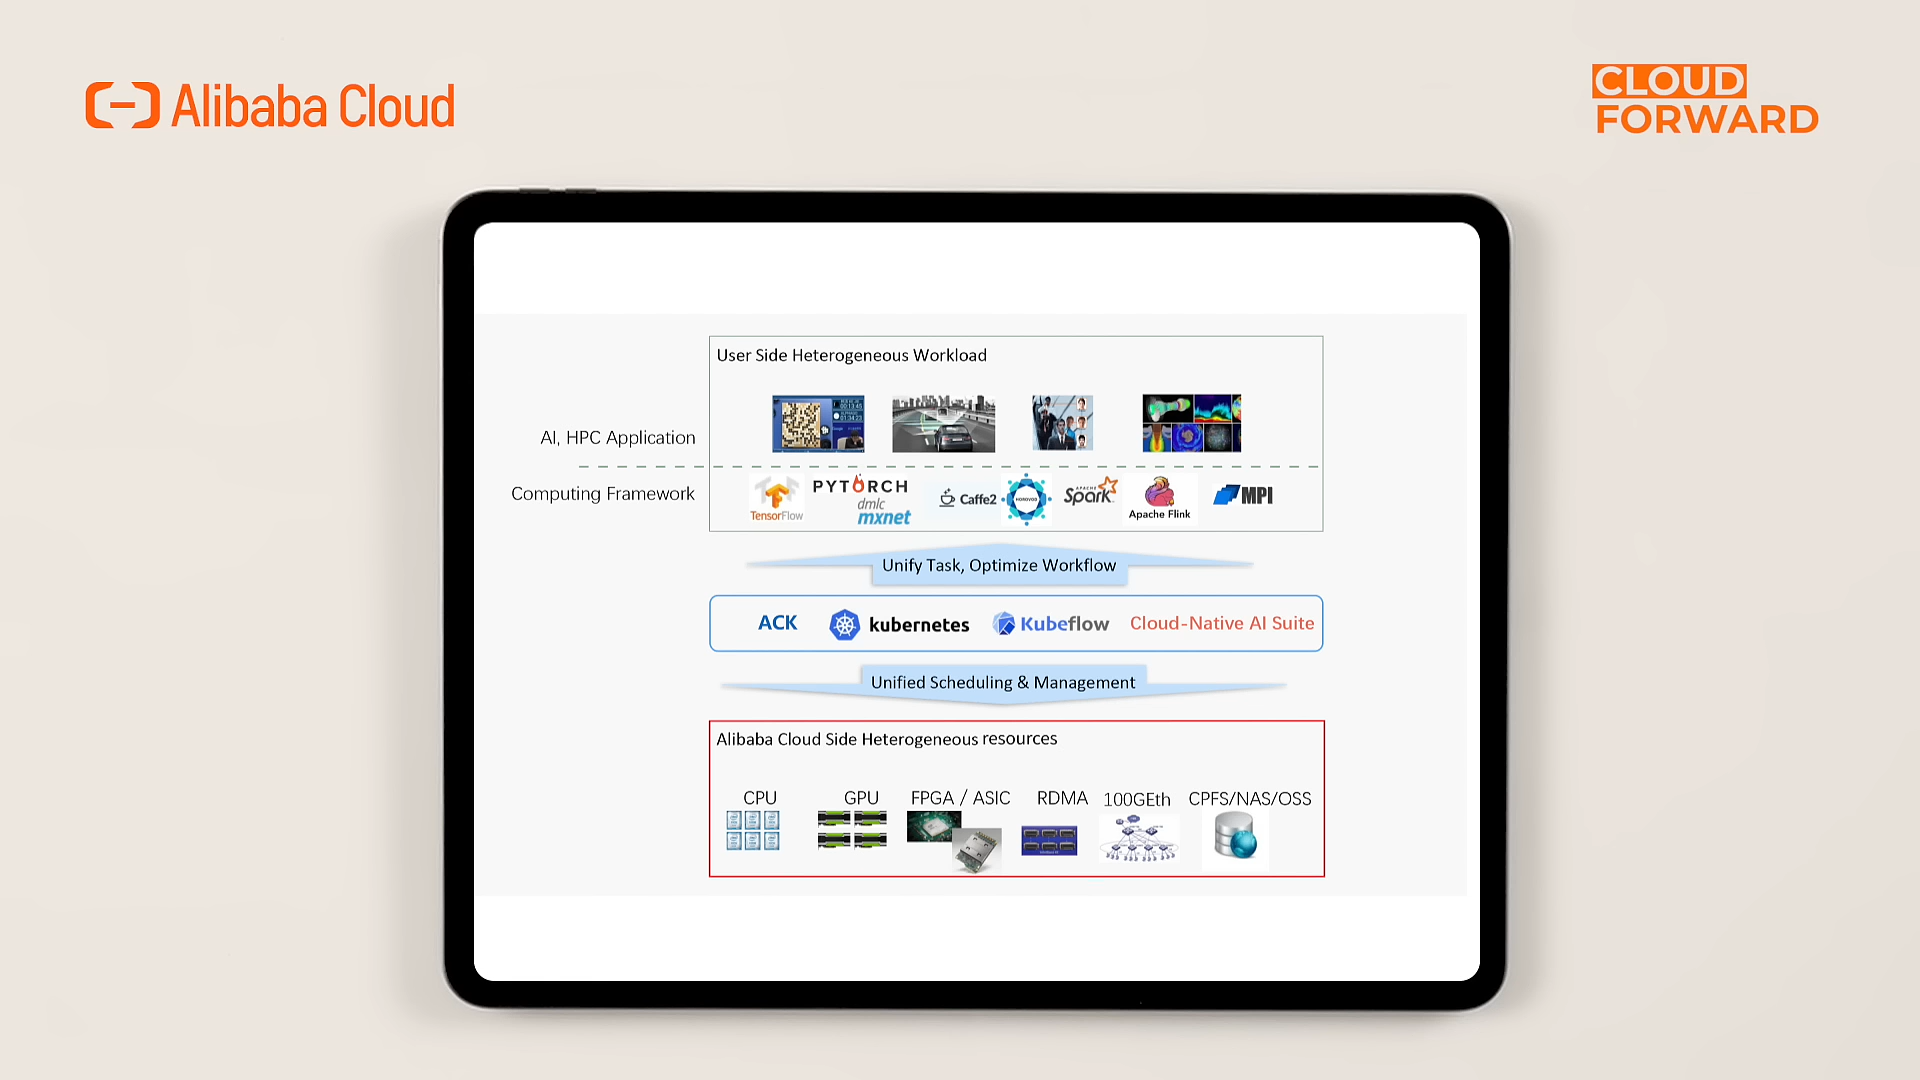 Alibaba Cloud
CLOUD
FORWARD
User Side Heterogeneous Workload
AI, HPC Application
Computing Framework
TensorFlow
PYTORCH
dmlc
mxnet
Caffe2
HOROVOD
APACHE
Spark
Apache Flink
MPI
Unify Task, Optimize Workflow
ACK
kubernetes
Kubeflow
Cloud-Native AI Suite
Unified Scheduling & Management
Alibaba Cloud Side Heterogeneous resources
CPU
GPU
FPGA / ASIC
RDMA
100GEth
CPFS/NAS/OSS